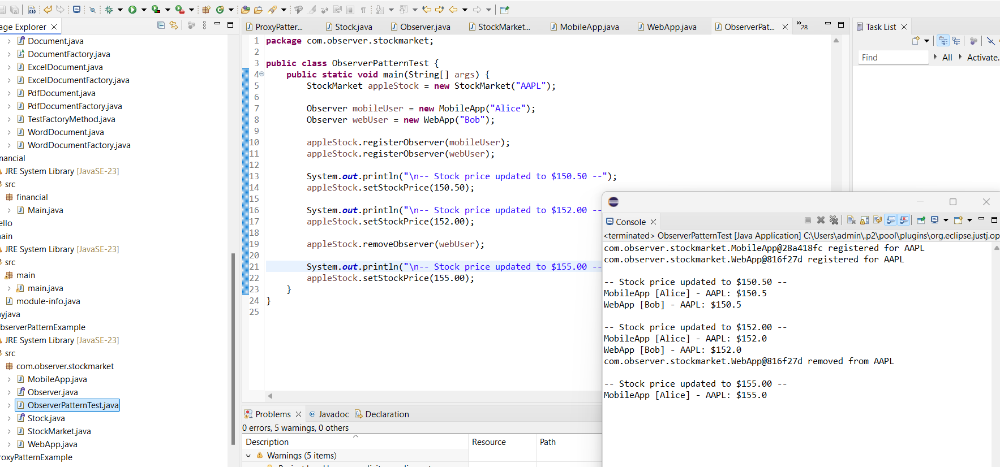 age Explorer
Document.java
DocumentFactory.java
ExcelDocument.java
ExcelDocumentFactory.java
PdfDocument.java
PdfDocumentFactory.java
TestFactoryMethod.java
WordDocument.java
WordDocumentFactory.java
nancial
JRE System Library [JavaSE-23]
src
financial
Main.java
ello
ain
JRE System Library [JavaSE-23]
src
main
main.java
module-info.java
yjava
bserverPatternExample
JRE System Library [JavaSE-23]
src
com.observer.stockmarket
MobileApp.java
Observer.java
ObserverPatternTest.java
Stock.java
StockMarket.java
WebApp.java
roxyPatternExample
ProxyPatter... Stock.java Observer.java StockMarket... MobileApp.java WebApp.java ObserverPat... »28
1 package com.observer.stockmarket;
2
3 public class ObserverPatternTest {
4 public static void main(String[] args) {
5 StockMarket appleStock = new StockMarket("AAPL");
6
7 Observer mobileUser = new MobileApp("Alice");
8 Observer webUser = new WebApp("Bob");
9
10 appleStock.registerObserver(mobileUser);
11 appleStock.registerObserver(webUser);
12
13 System.out.println("\n-- Stock price updated to $150.50 --");
14 appleStock.setStockPrice(150.50);
15
16 System.out.println("\n-- Stock price updated to $152.00 --
17 appleStock.setStockPrice(152.00);
18
19 appleStock.removeObserver(webUser);
20
21 System.out.println("\n-- Stock price updated to $155.00 --
22 appleStock.setStockPrice(155.00);
23 }
24 }
25
Task List
Find All Activate.
Console
<terminated> ObserverPatternTest [Java Application] C:\Users\admin\.p2\pool\plugins\org.eclipse.justj.op
com.observer.stockmarket.MobileApp@28a418fc registered for AAPL
com.observer.stockmarket.WebApp@816f27d registered for AAPL
-- Stock price updated to $150.50 --
MobileApp [Alice] - AAPL: $150.5
WebApp [Bob] - AAPL: $150.5
-- Stock price updated to $152.00 --
MobileApp [Alice] - AAPL: $152.0
WebApp [Bob] - AAPL: $152.0
com.observer.stockmarket.WebApp@816f27d removed from AAPL
-- Stock price updated to $155.00 --
MobileApp [Alice] - AAPL: $155.0
Problems @ Javadoc Declaration
0 errors, 5 warnings, 0 others
Description Resource Path
Warnings (5 items)